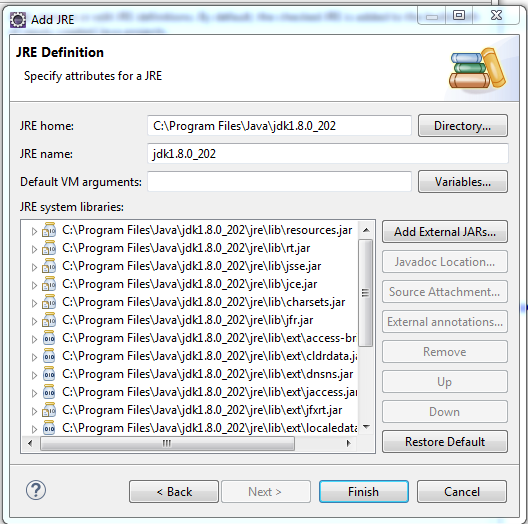 Add JRE
JRE Definition
Specify attributes for a JRE
JRE home:
C:\Program Files\Java\jdk1.8.0_202
Directory...
JRE name:
jdk1.8.0_202
Default VM arguments:
Variables...
JRE system libraries:
C:\Program Files\Java\jdk1.8.0_202\jre\lib\resources.jar
C:\Program Files\Java\jdk1.8.0_202\jre\lib\rt.jar
C:\Program Files\Java\jdk1.8.0_202\jre\lib\jsse.jar
C:\Program Files\Java\jdk1.8.0_202\jre\lib\jce.jar
C:\Program Files\Java\jdk1.8.0_202\jre\lib\charsets.jar
C:\Program Files\Java\jdk1.8.0_202\jre\lib\jfr.jar
C:\Program Files\Java\jdk1.8.0_202\jre\lib\ext\access-br
C:\Program Files\Java\jdk1.8.0_202\jre\lib\ext\cldrdata.ja
C:\Program Files\Java\jdk1.8.0_202\jre\lib\ext\dnsns.jar
C:\Program Files\Java\jdk1.8.0_202\jre\lib\ext\jaccess.jar
C:\Program Files\Java\jdk1.8.0_202\jre\lib\ext\jfxrt.jar
C:\Program Files\Java\jdk1.8.0_202\jre\lib\ext\localedata
Add External JARs...
Javadoc Location...
Source Attachment...
External annotations...
Remove
Up
Down
Restore Default
?
< Back
Next >
Finish
Cancel